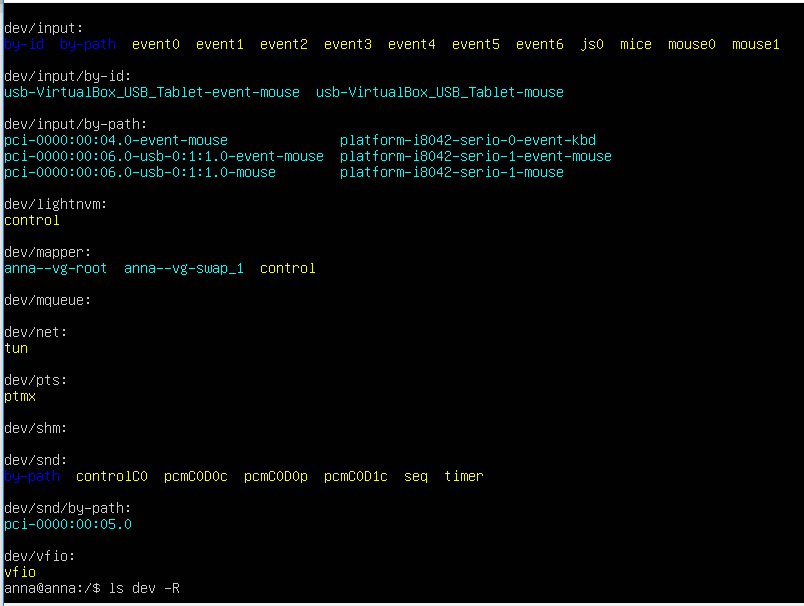 dev/input:
by-id  by-path  event0  event1  event2  event3  event4  event5  event6  js0  mice  mouse0  mouse1
dev/input/by-id:
usb-VirtualBox_USB_Tablet-event-mouse  usb-VirtualBox_USB_Tablet-mouse
dev/input/by-path:
pci-0000:00:04.0-event-mouse              platform-i8042-serio-0-event-kbd
pci-0000:00:06.0-usb-0:1:1.0-event-mouse  platform-i8042-serio-1-event-mouse
pci-0000:00:06.0-usb-0:1:1.0-mouse        platform-i8042-serio-1-mouse
dev/lightnvm:
control
dev/mapper:
anna--vg-root  anna--vg-swap_1  control
dev/mqueue:
dev/net:
tun
dev/pts:
ptmx
dev/shm:
dev/snd:
by-path  controlC0  pcmC0D0c  pcmC0D0p  pcmC0D1c  seq  timer
dev/snd/by-path:
pci-0000:00:05.0
dev/vfio:
vfio
anna@anna:/$ ls dev -R